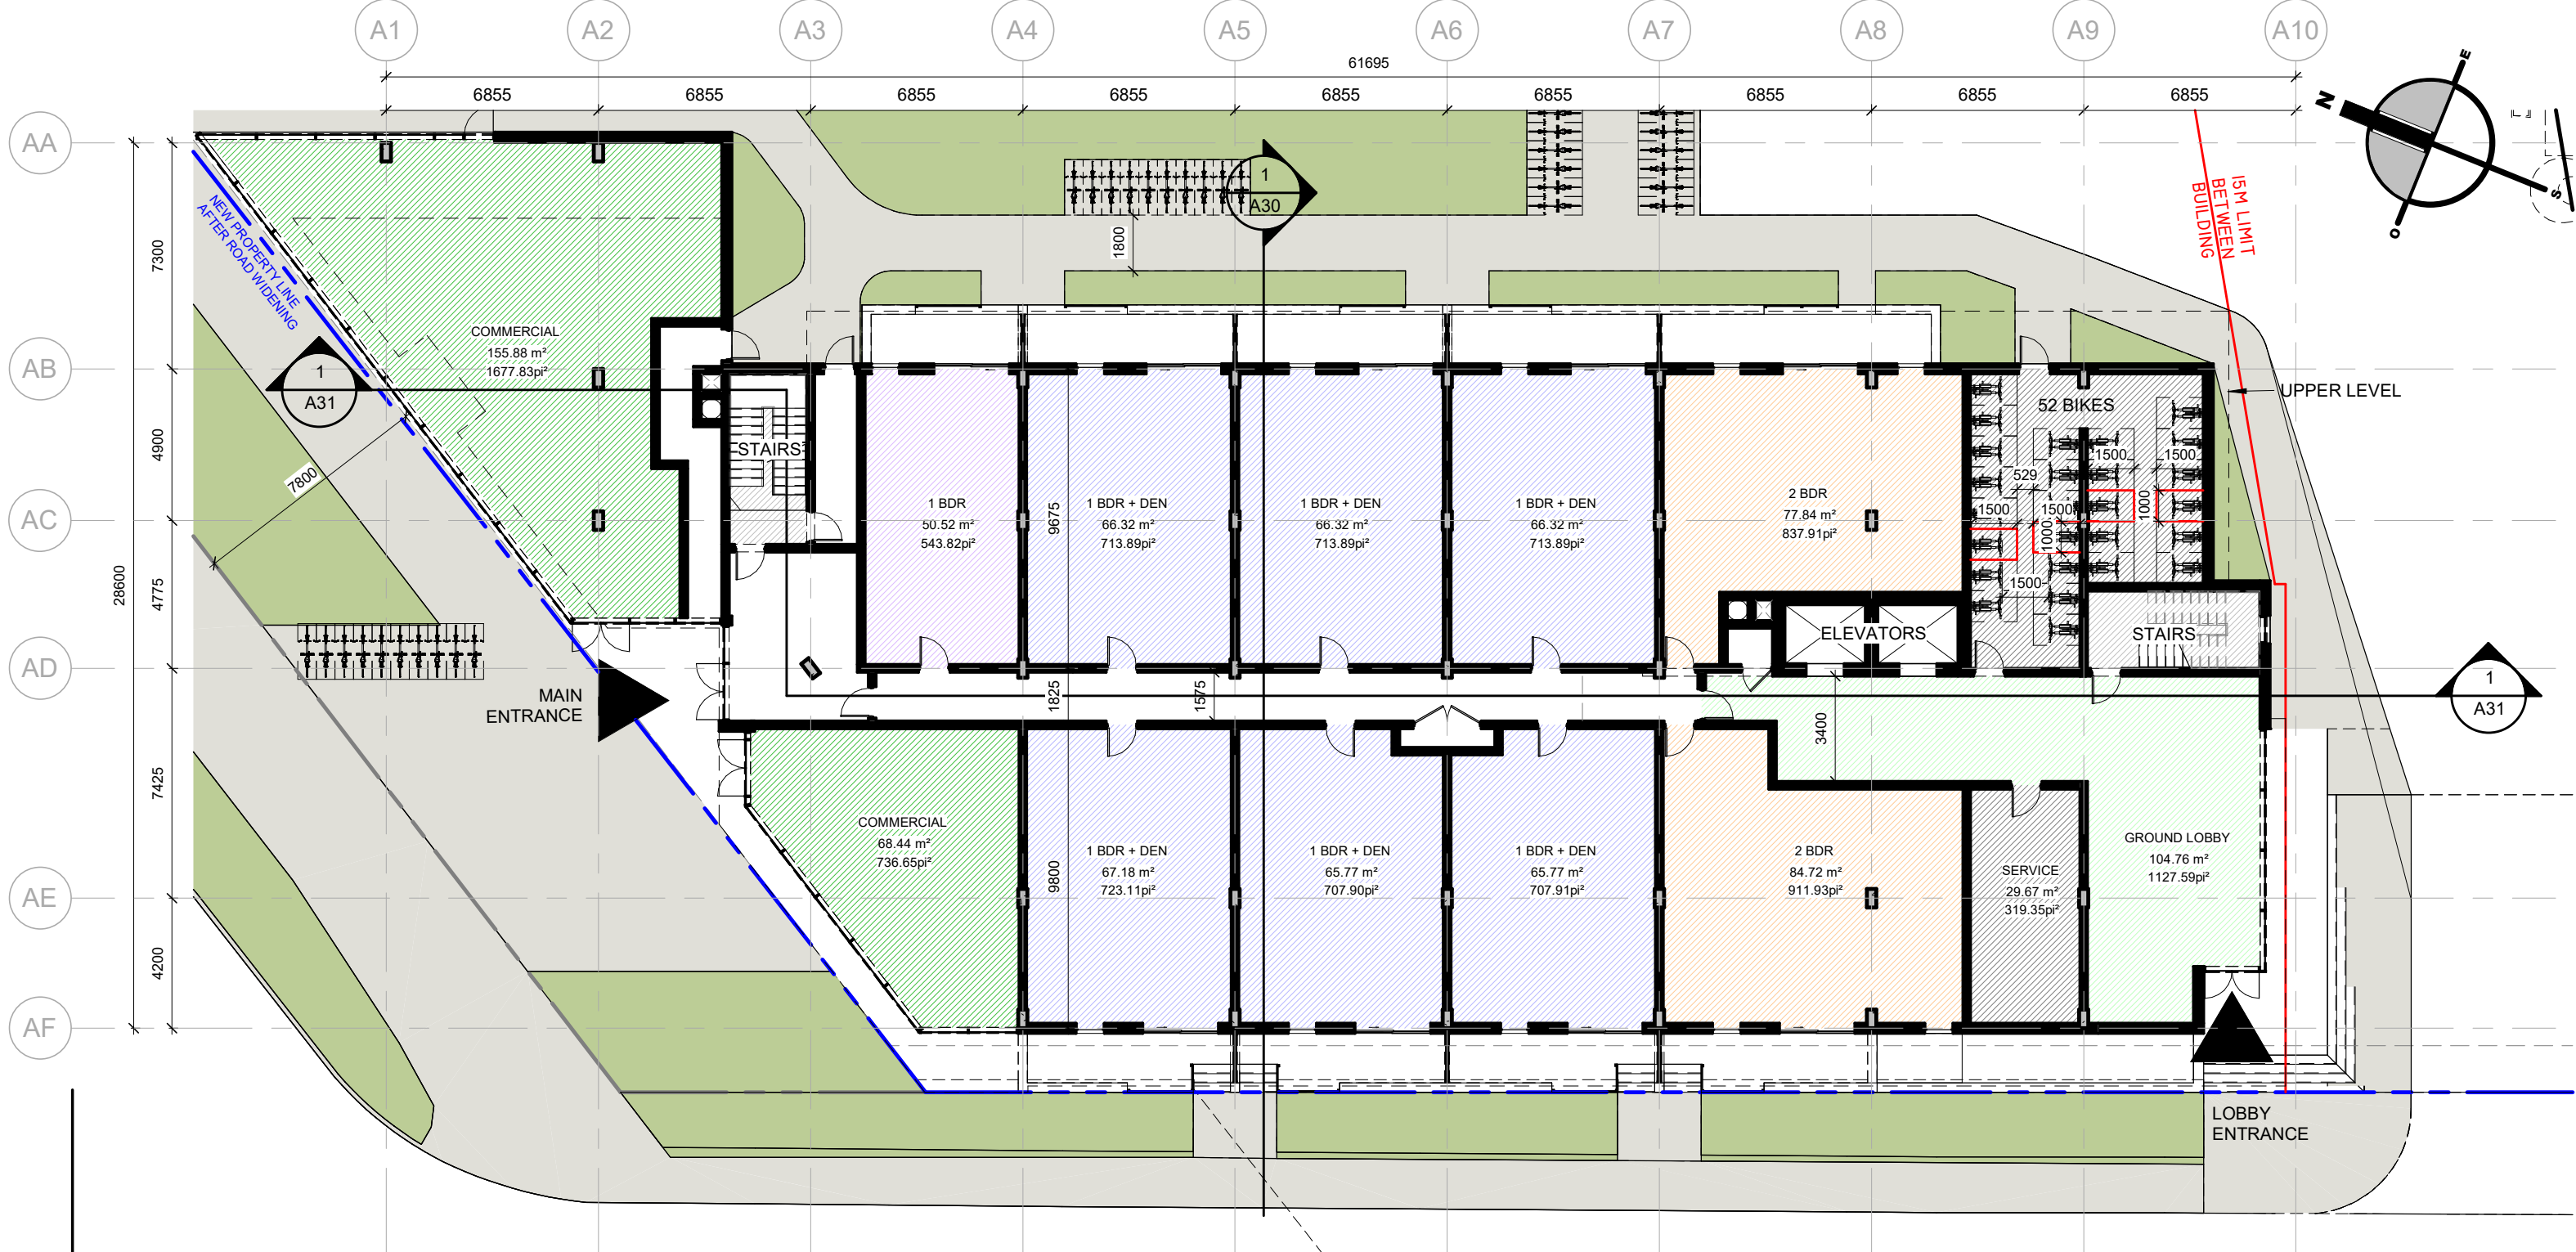 A1 A2 A3 A4 A5 A6 A7 A8 A9 A10
61695
6855 6855 6855 6855 6855 6855 6855 6855 6855
AA
AB
AC
AD
AE
AF
7300
4900
4775
7425
4200
28600
N
E
S
O
15M LIMIT
BETWEEN
BUILDING
NEW PROPERTY LINE
AFTER ROAD WIDENING
1
A30
1800
COMMERCIAL
155.88 m²
1677.83pi²
1
A31
7800
STAIRS
UPPER LEVEL
52 BIKES
1500
1500
529
1500
1500
1000
1000
1500
1 BDR
50.52 m²
543.82pi²
9675
1 BDR + DEN
66.32 m²
713.89pi²
1 BDR + DEN
66.32 m²
713.89pi²
1 BDR + DEN
66.32 m²
713.89pi²
2 BDR
77.84 m²
837.91pi²
ELEVATORS
STAIRS
MAIN
ENTRANCE
1825
1575
3400
1
A31
COMMERCIAL
68.44 m²
736.65pi²
9800
1 BDR + DEN
67.18 m²
723.11pi²
1 BDR + DEN
65.77 m²
707.90pi²
1 BDR + DEN
65.77 m²
707.91pi²
2 BDR
84.72 m²
911.93pi²
SERVICE
29.67 m²
319.35pi²
GROUND LOBBY
104.76 m²
1127.59pi²
LOBBY
ENTRANCE